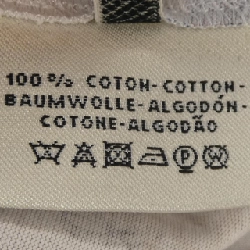 100% COTON-COTTON-
BAUMWOLLE-ALGODÓN-
COTONE-ALGODÃO
P W